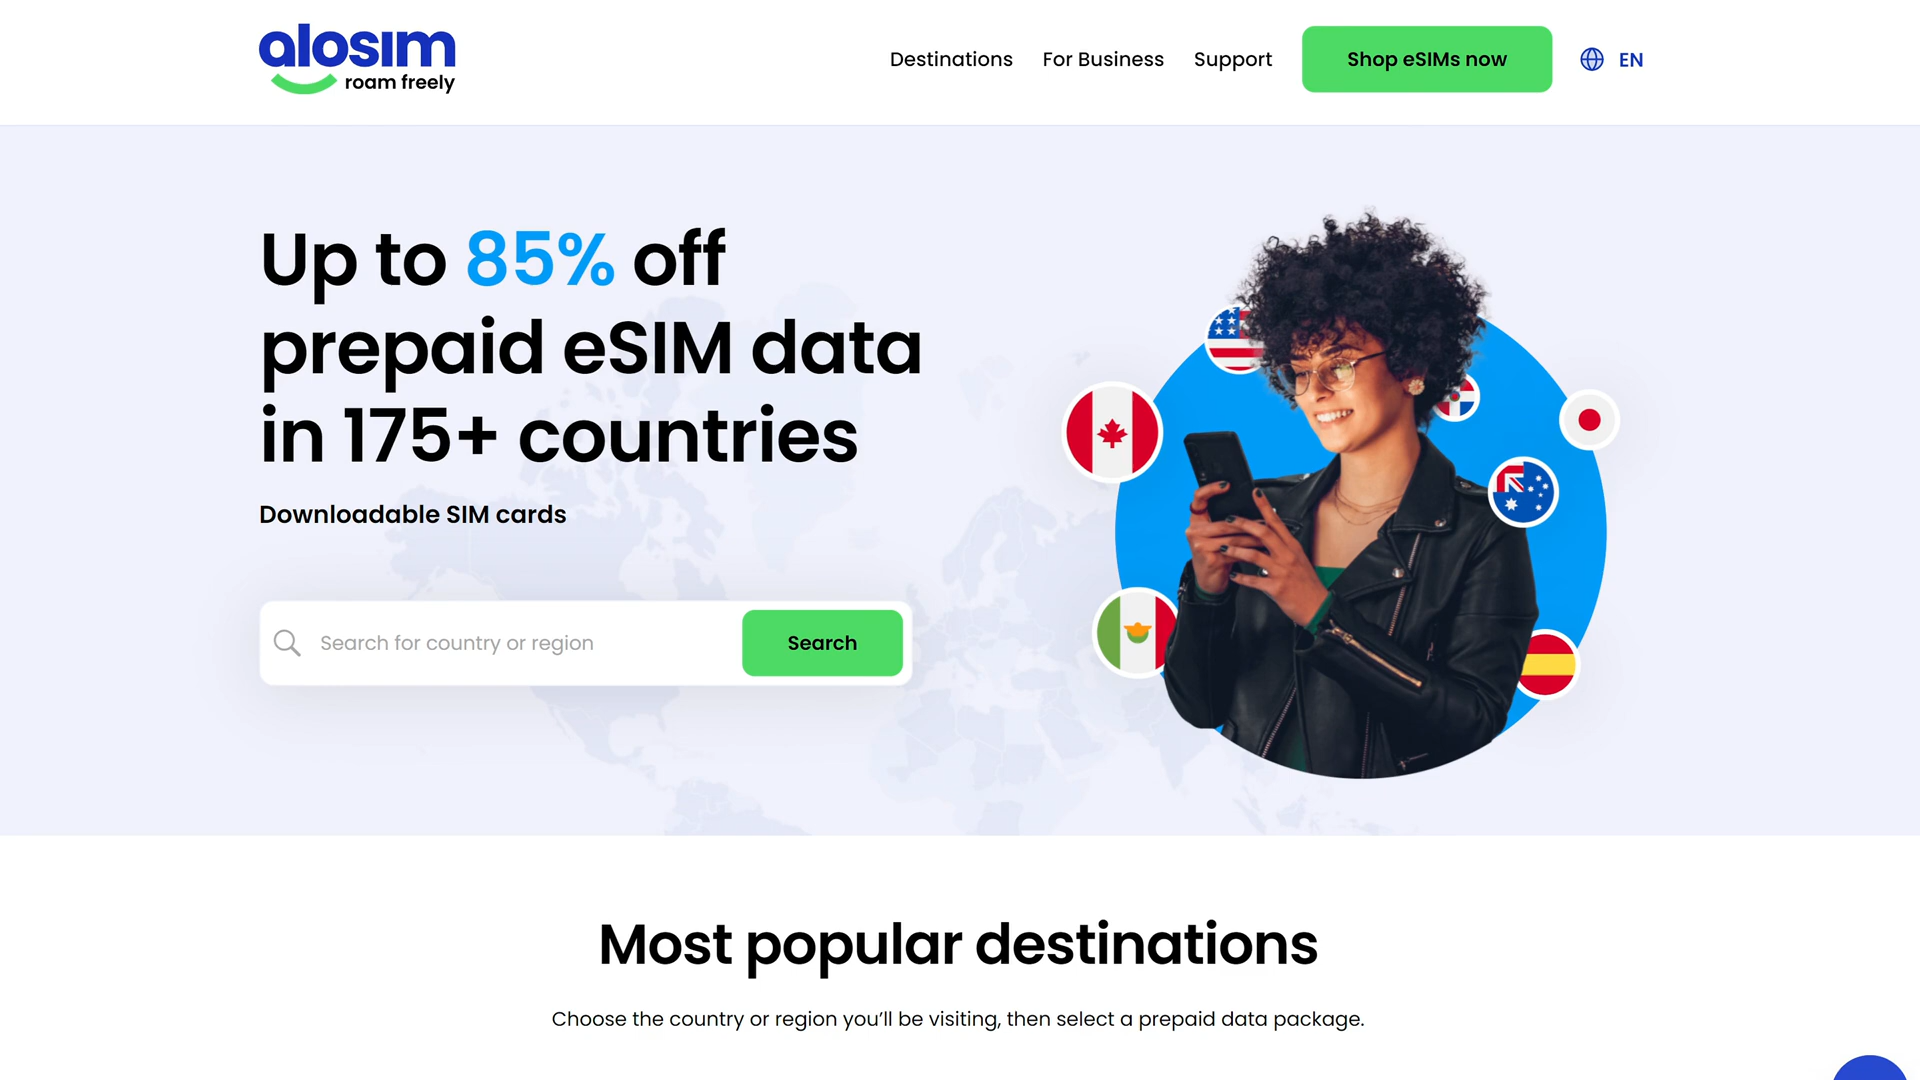 alosim
roam freely
Destinations
For Business
Support
Shop eSIMs now
EN
Up to 85% off
prepaid eSIM data
in 175+ countries
Downloadable SIM cards
Search for country or region
Search
Most popular destinations
Choose the country or region you’ll be visiting, then select a prepaid data package.